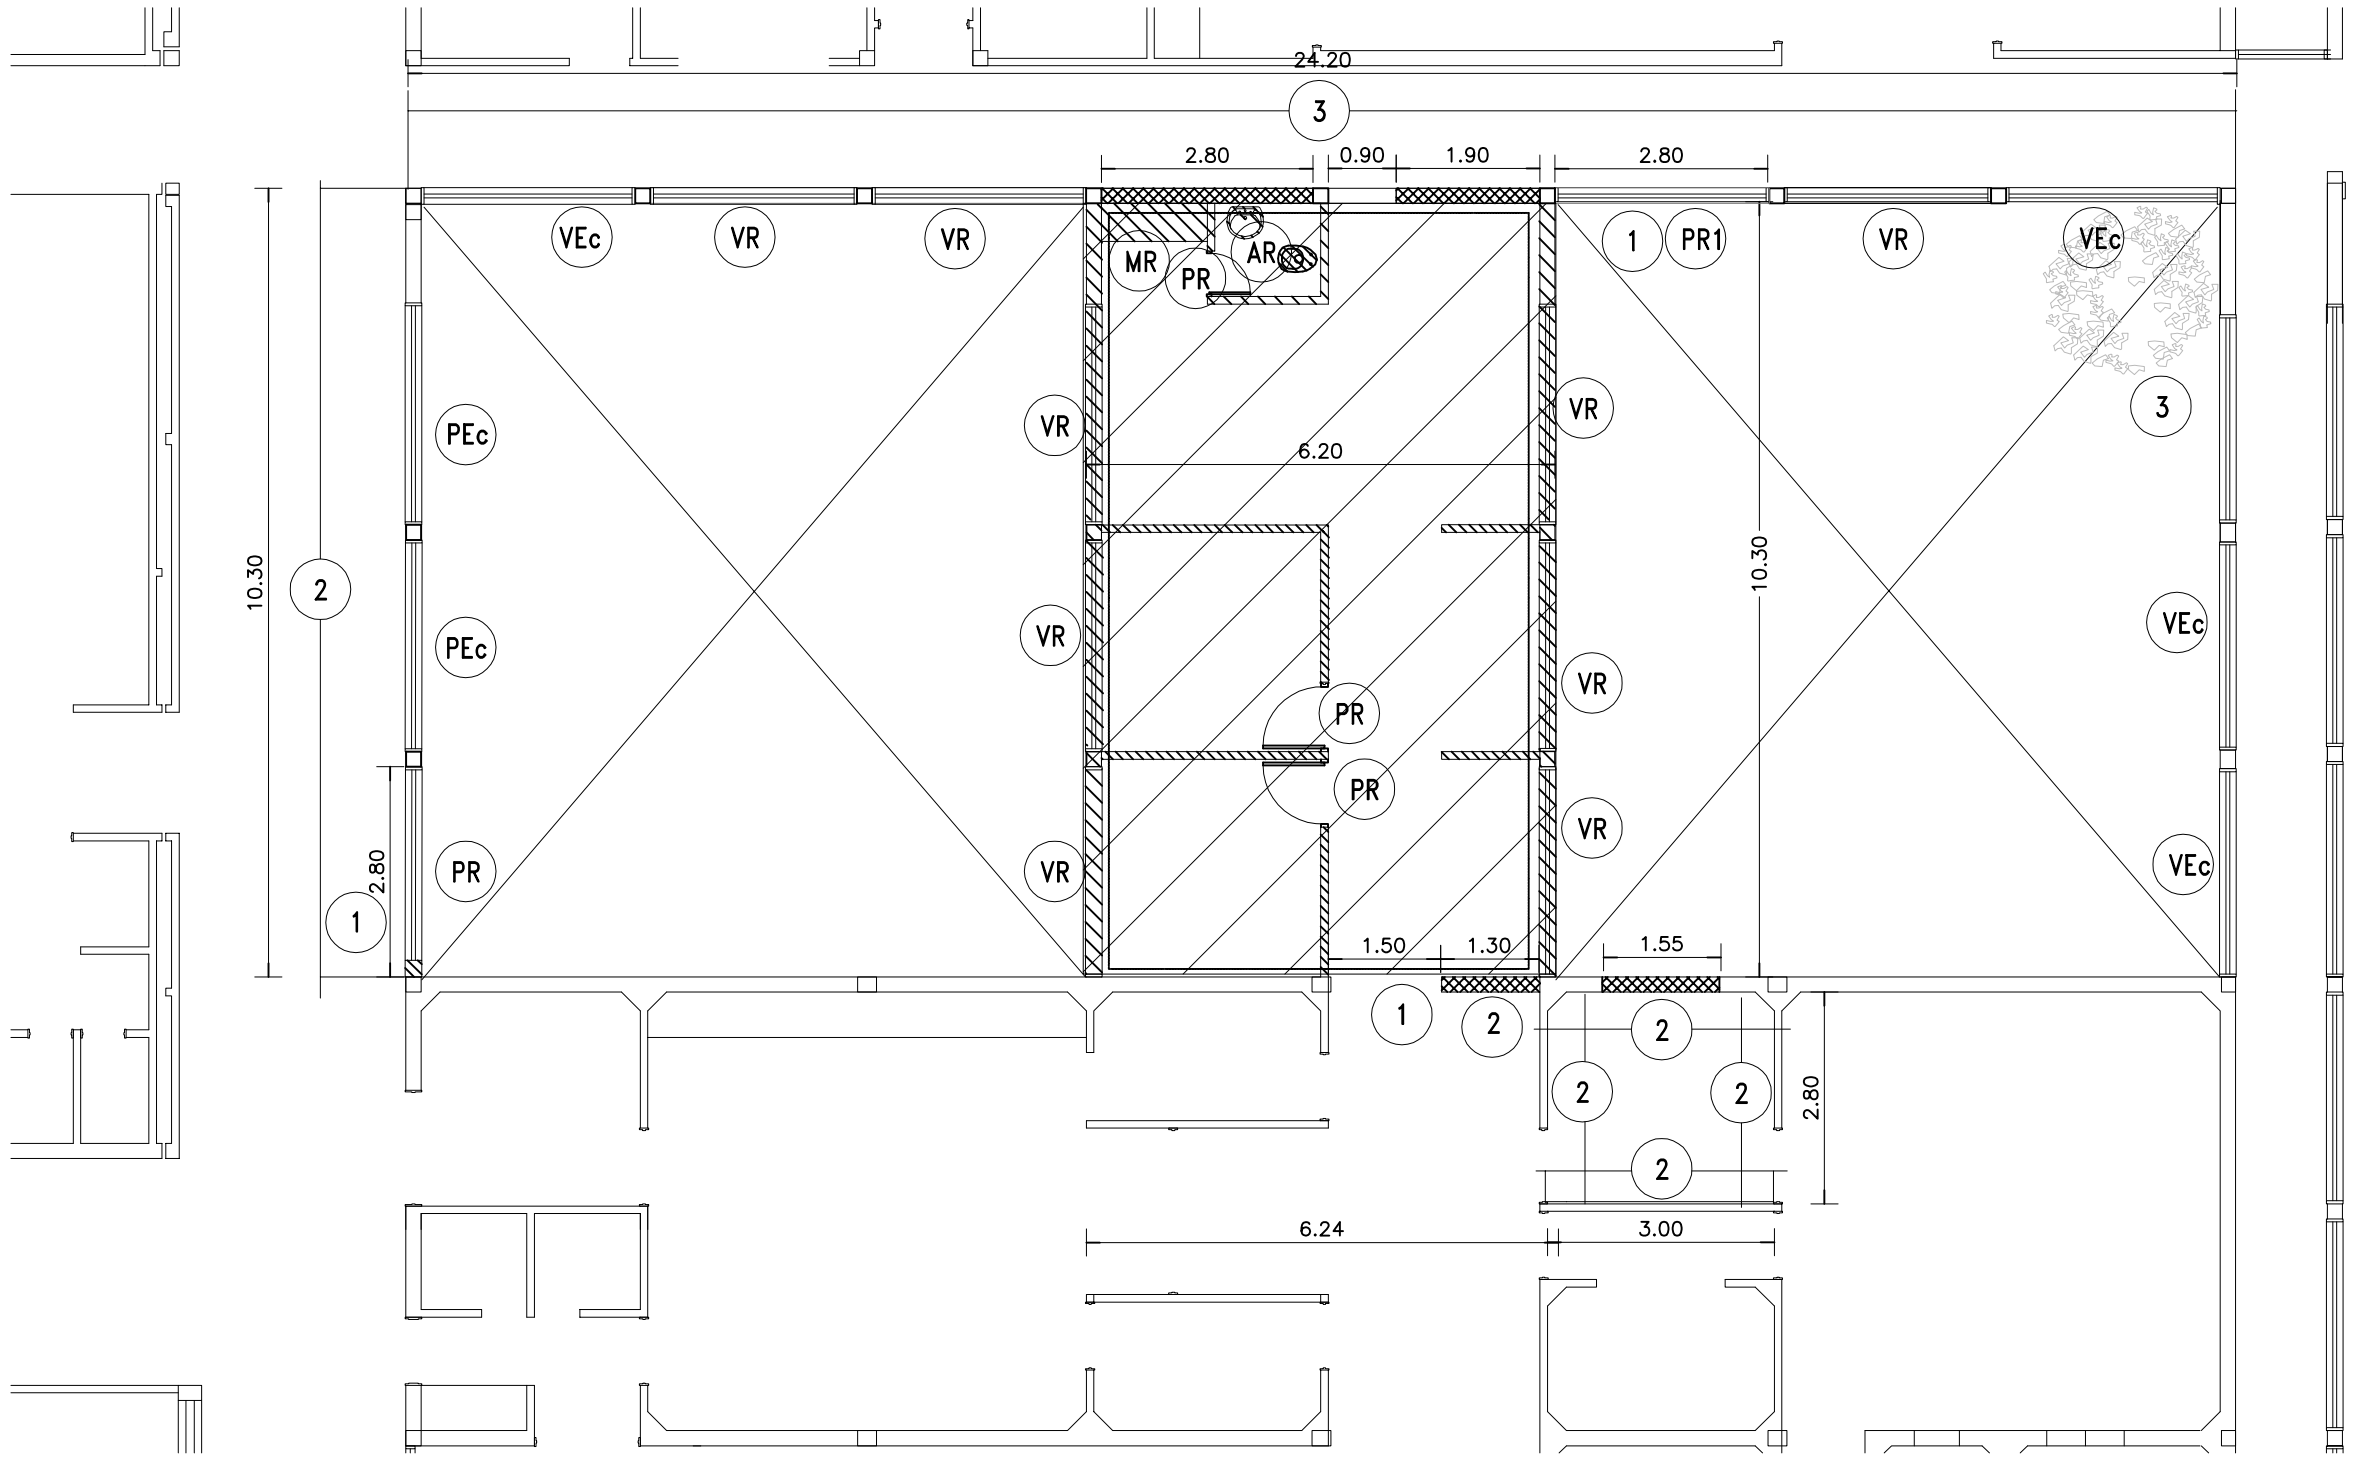 24.20
3
2.80 0.90 1.90 2.80
VEc VR VR MR PR AR 1 PR1 VR VEc
PEc VR VR 3
6.20
10.30 2 10.30
PEc VR VR VEc
PR
PR
2.80 PR VR VR VEc
1
1.50 1.30 1.55
1 2 2
2 2 2.80
2
6.24 3.00